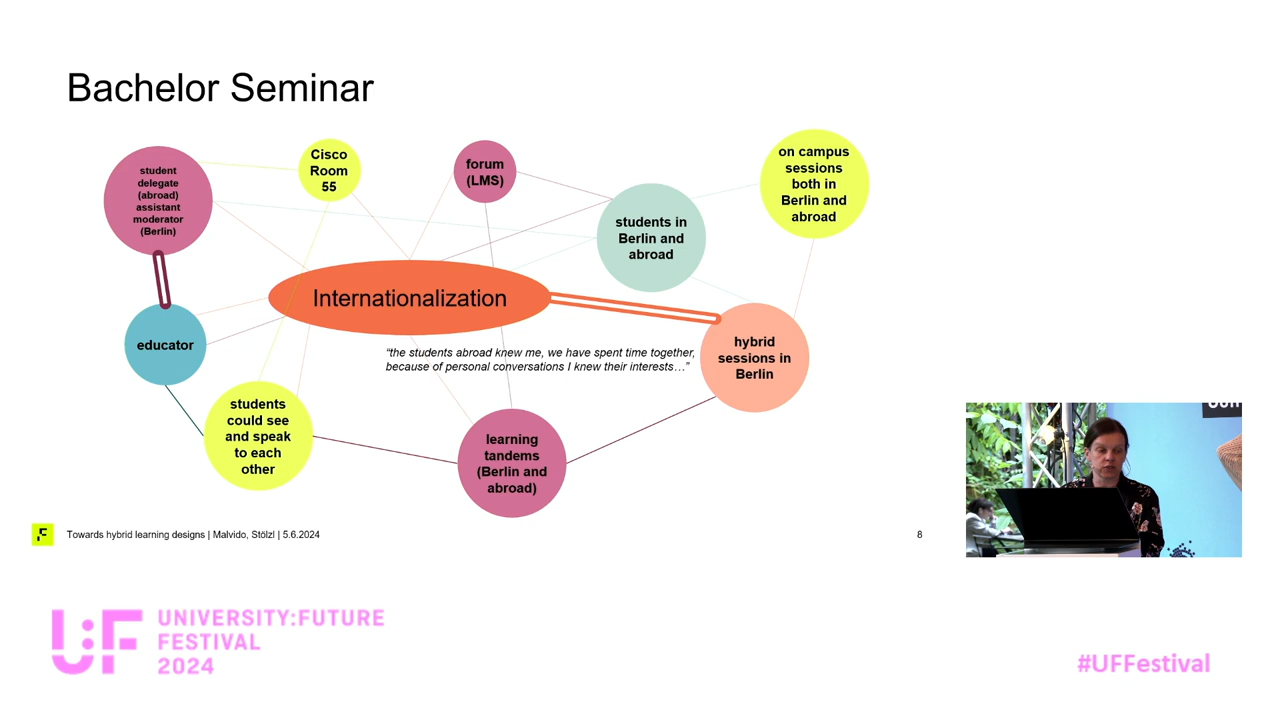 Bachelor Seminar
student
delegate
(abroad)
assistant
moderator
(Berlin)
Cisco
Room
55
forum
(LMS)
students in
Berlin and
abroad
on campus
sessions
both in
Berlin and
abroad
Internationalization
educator
"the students abroad knew me, we have spent time together,
because of personal conversations I knew their interests…"
hybrid
sessions in
Berlin
students
could see
and speak
to each
other
learning
tandems
(Berlin and
abroad)
Towards hybrid learning designs | Malvido, Stölzl | 5.6.2024
8
U:F
UNIVERSITY:FUTURE
FESTIVAL
2024
#UFFestival